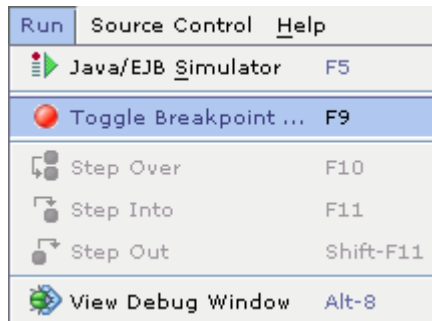 Run Source Control Help
Java/EJB Simulator F5
Toggle Breakpoint ... F9
Step Over F10
Step Into F11
Step Out Shift-F11
View Debug Window Alt-8